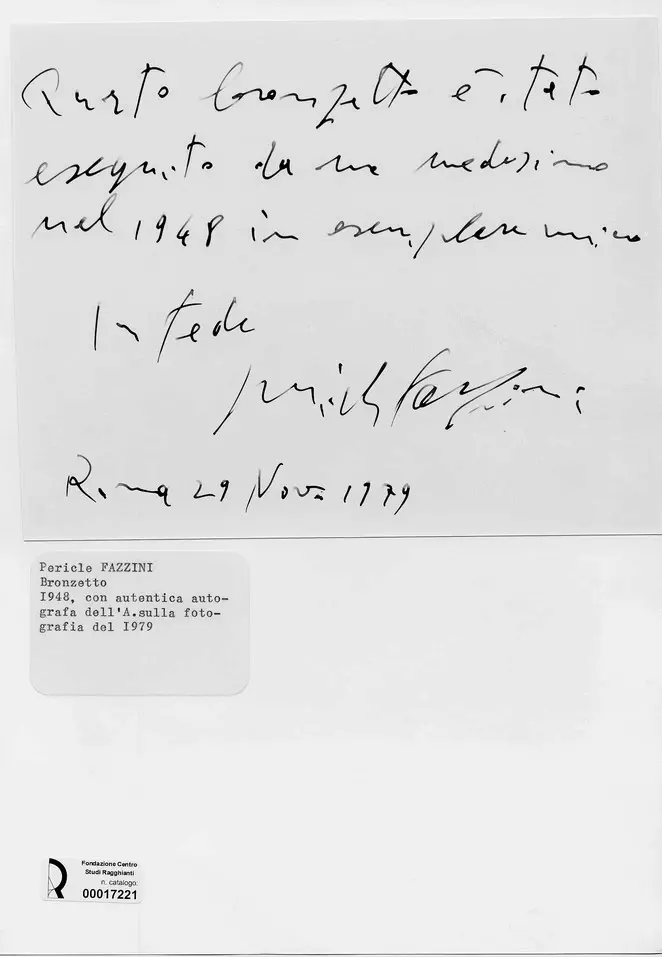 Questo bronzetto è stato
eseguito da me medesimo
nel 1948 in esemplare unico
In fede
Pericle Fazzini
Roma 29 Nov. 1979
Pericle FAZZINI
Bronzetto
I948, con autentica auto-
grafa dell'A.sulla foto-
grafia del I979
Fondazione Centro
Studi Ragghianti
n. catalogo:
00017221